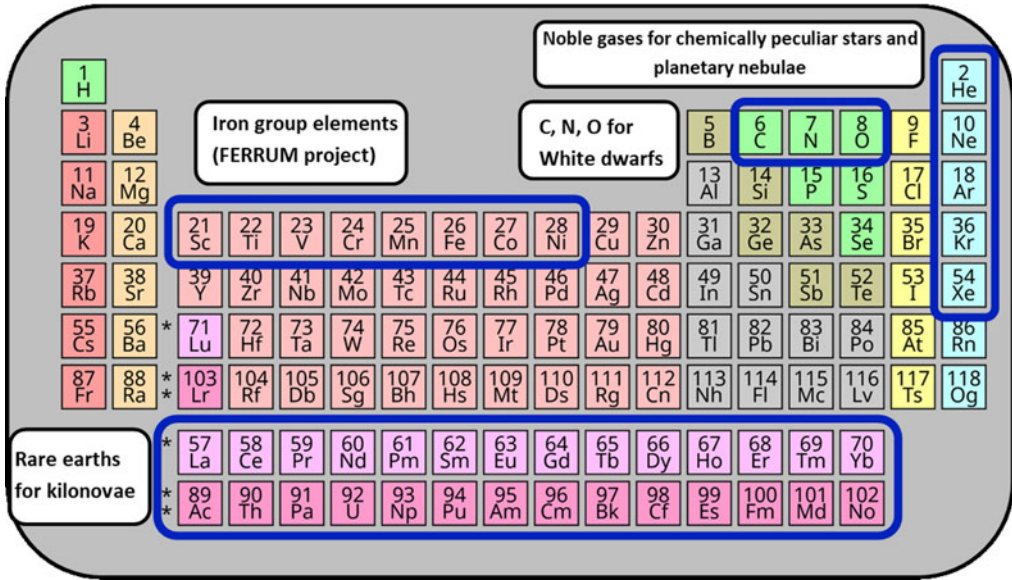 Noble gases for chemically peculiar stars and
planetary nebulae
1 2
H He
Iron group elements
(FERRUM project)
C, N, O for
White dwarfs
3 4 5 6 7 8 9 10
Li Be B C N O F Ne
11 12 13 14 15 16 17 18
Na Mg Al Si P S Cl Ar
19 20 21 22 23 24 25 26 27 28 29 30 31 32 33 34 35 36
K Ca Sc Ti V Cr Mn Fe Co Ni Cu Zn Ga Ge As Se Br Kr
37 38 39 40 41 42 43 44 45 46 47 48 49 50 51 52 53 54
Rb Sr Y Zr Nb Mo Tc Ru Rh Pd Ag Cd In Sn Sb Te I Xe
55 56 * 71 72 73 74 75 76 77 78 79 80 81 82 83 84 85 86
Cs Ba Lu Hf Ta W Re Os Ir Pt Au Hg Tl Pb Bi Po At Rn
87 88 * 103 104 105 106 107 108 109 110 111 112 113 114 115 116 117 118
Fr Ra * Lr Rf Db Sg Bh Hs Mt Ds Rg Cn Nh Fl Mc Lv Ts Og
Rare earths
for kilonovae
* 57 58 59 60 61 62 63 64 65 66 67 68 69 70
La Ce Pr Nd Pm Sm Eu Gd Tb Dy Ho Er Tm Yb
* 89 90 91 92 93 94 95 96 97 98 99 100 101 102
* Ac Th Pa U Np Pu Am Cm Bk Cf Es Fm Md No